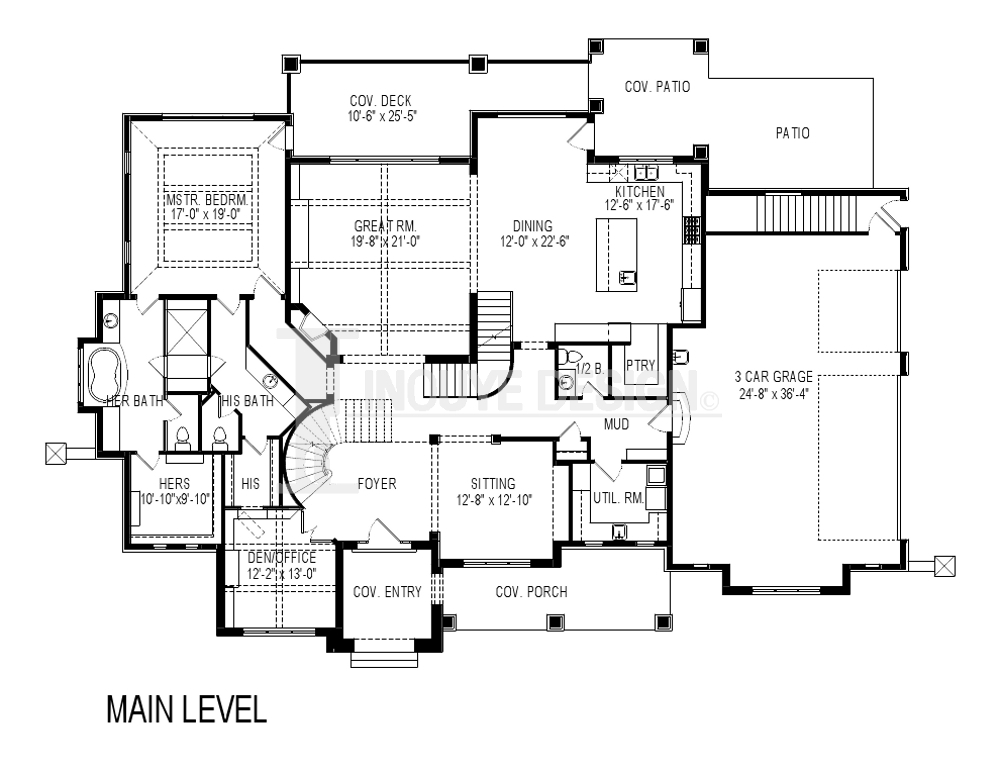 COV. PATIO
COV. DECK
10'-6" x 25'-5"
PATIO
MSTR. BEDRM.
17'-0" x 19'-0"
KITCHEN
12'-6" x 17'-6"
GREAT RM.
19'-8" x 21'-0"
DINING
12'-0" x 22'-6"
1/2 B.
PTRY
3 CAR GRAGE
24'-8" x 36'-4"
INOUYE DESIGN ©
HER BATH
HIS BATH
MUD
HERS
10'-10"x9'-10"
HIS
FOYER
SITTING
12'-8" x 12'-10"
UTIL. RM.
DEN/OFFICE
12'-2" x 13'-0"
COV. ENTRY
COV. PORCH
MAIN LEVEL